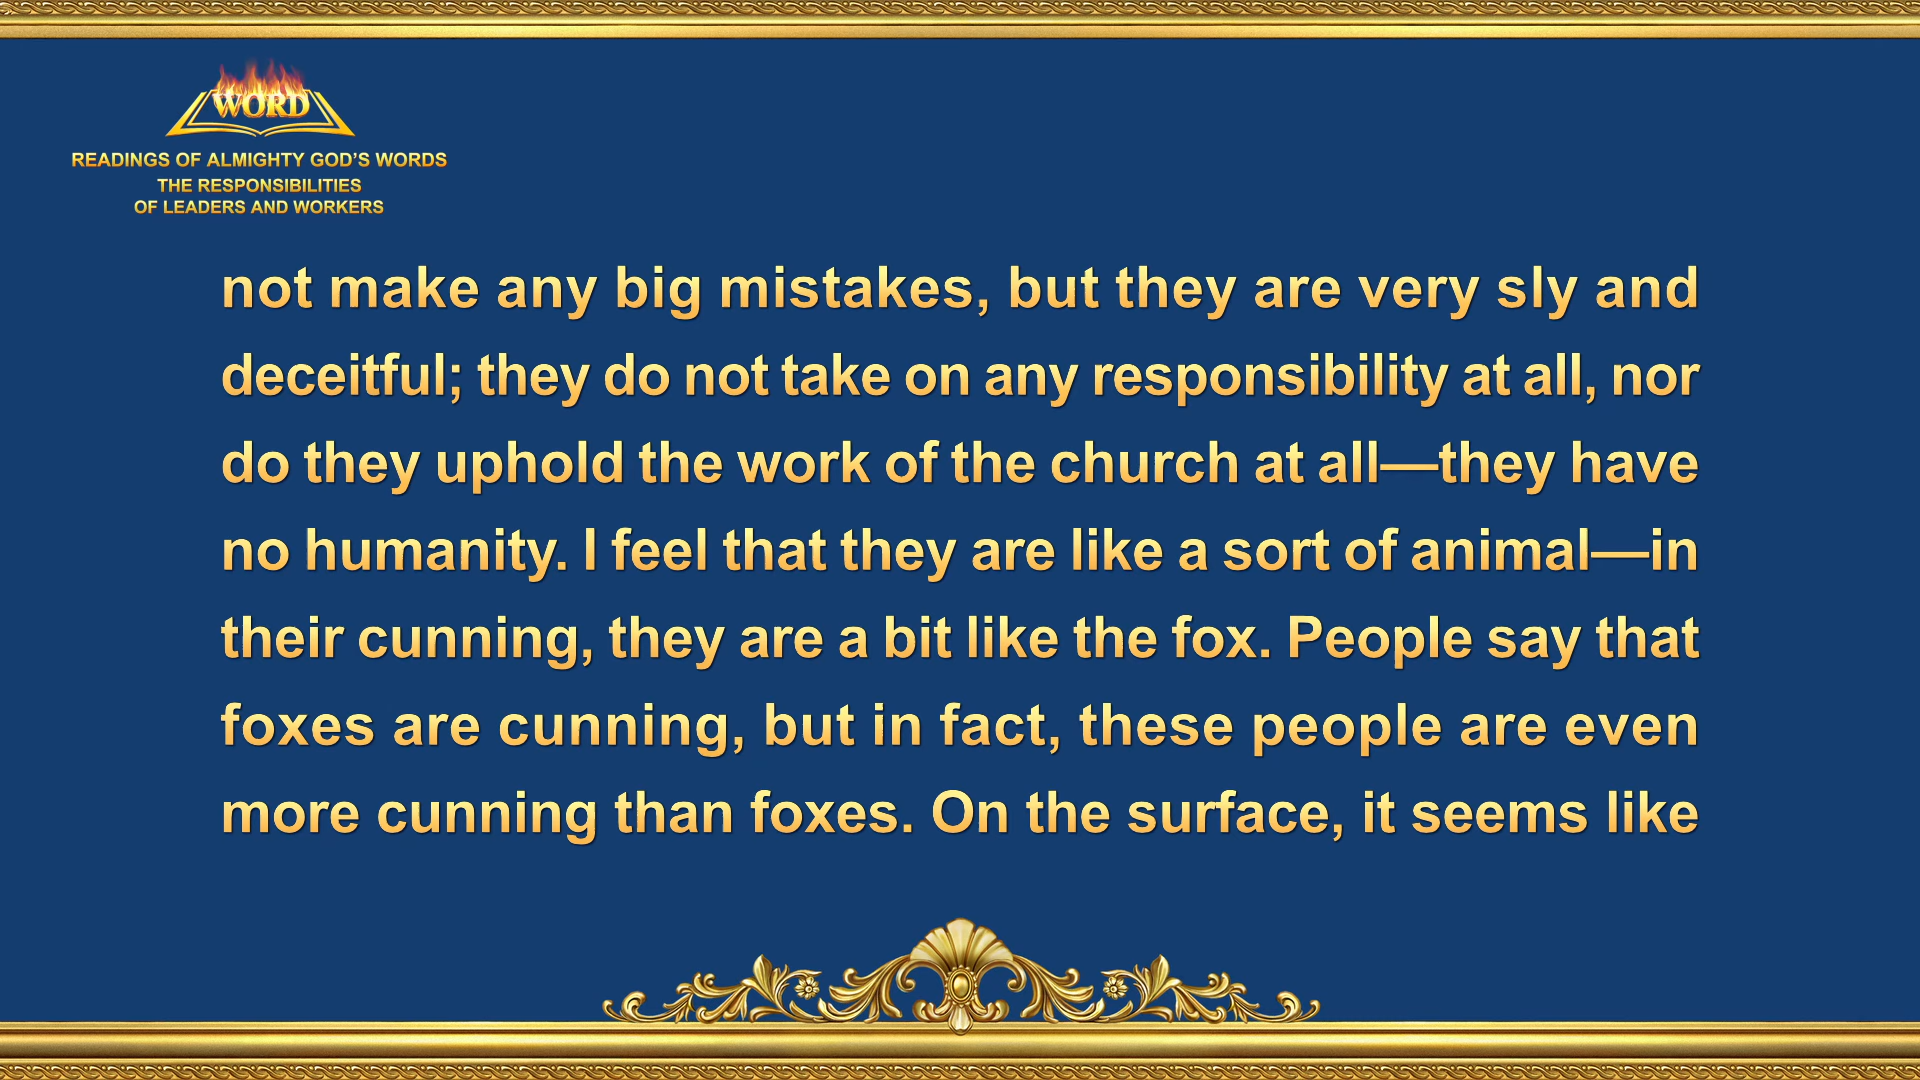 WORD
READINGS OF ALMIGHTY GOD’S WORDS
THE RESPONSIBILITIES
OF LEADERS AND WORKERS
not make any big mistakes, but they are very sly and
deceitful; they do not take on any responsibility at all, nor
do they uphold the work of the church at all—they have
no humanity. I feel that they are like a sort of animal—in
their cunning, they are a bit like the fox. People say that
foxes are cunning, but in fact, these people are even
more cunning than foxes. On the surface, it seems like